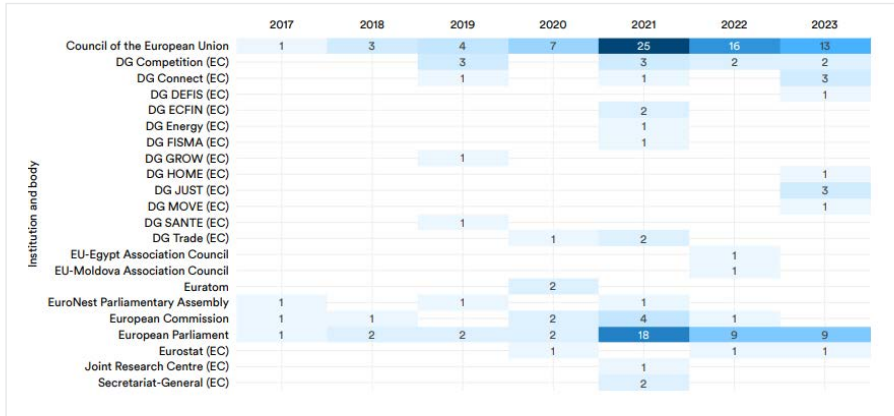 2017 2018 2019 2020 2021 2022 2023
Institution and body
Council of the European Union 1 3 4 7 25 16 13
DG Competition (EC) 3 3 2 2
DG Connect (EC) 1 1 3
DG DEFIS (EC) 1
DG ECFIN (EC) 2
DG Energy (EC) 1
DG FISMA (EC) 1
DG GROW (EC) 1
DG HOME (EC) 1
DG JUST (EC) 3
DG MOVE (EC) 1
DG SANTE (EC) 1
DG Trade (EC) 1 2
EU-Egypt Association Council 1
EU-Moldova Association Council 1
Euratom 2
EuroNest Parliamentary Assembly 1 1 1
European Commission 1 1 2 4 1
European Parliament 1 2 2 2 18 9 9
Eurostat (EC) 1 1 1
Joint Research Centre (EC) 1
Secretariat-General (EC) 2